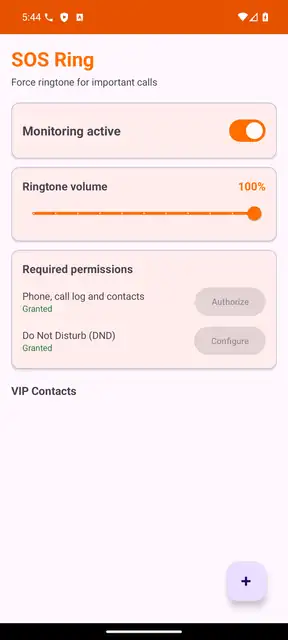 5:44
SOS Ring
Force ringtone for important calls
Monitoring active
Ringtone volume 100%
Required permissions
Phone, call log and contacts
Granted
Authorize
Do Not Disturb (DND)
Granted
Configure
VIP Contacts
+